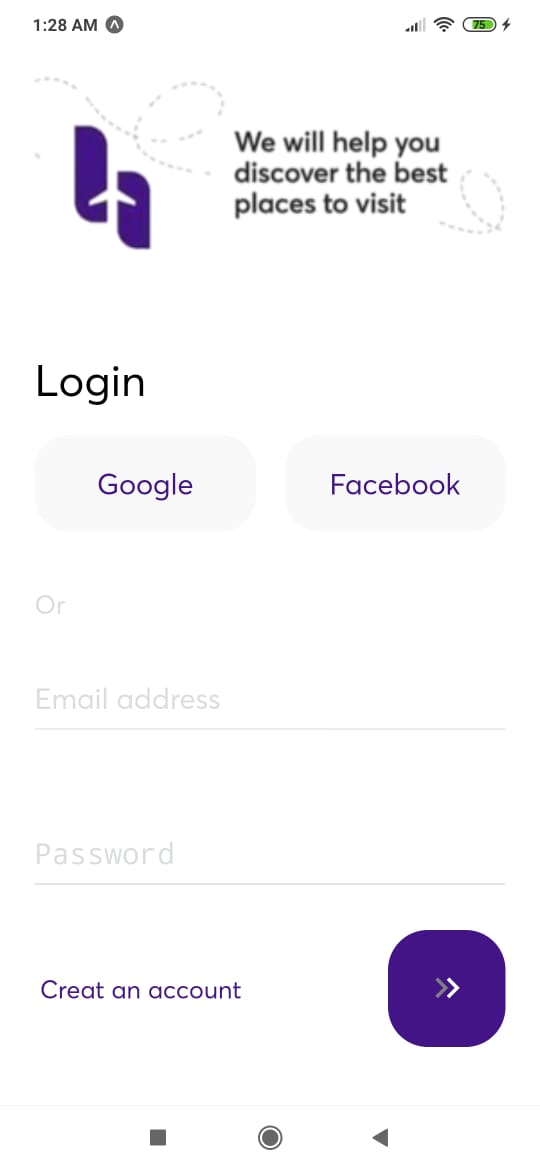 1:28 AM
75
We will help you
discover the best
places to visit
Login
Google
Facebook
Or
Email address
Password
Creat an account